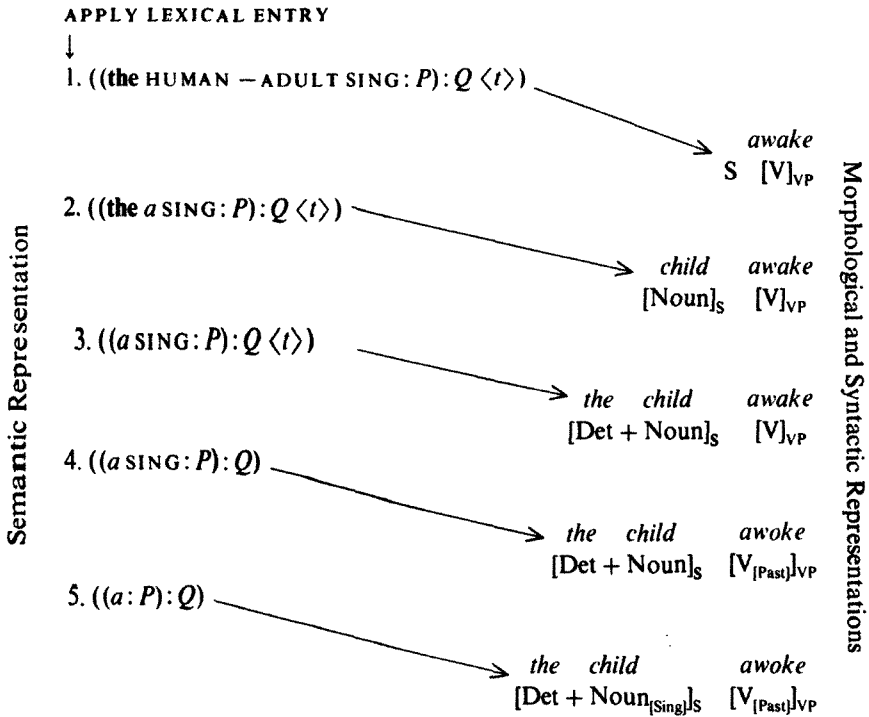 APPLY LEXICAL ENTRY
1. ((the HUMAN – ADULT SING: P): Q ⟨t⟩)
awake
S [V]VP
2. ((the a SING: P): Q ⟨t⟩)
child awake
[Noun]S [V]VP
3. ((a SING: P): Q ⟨t⟩)
the child awake
[Det + Noun]S [V]VP
4. ((a SING: P): Q)
the child awoke
[Det + Noun]S [V[Past]]VP
5. ((a: P): Q)
the child awoke
[Det + Noun[Sing]]S [V[Past]]VP
Semantic Representation
Morphological and Syntactic Representations